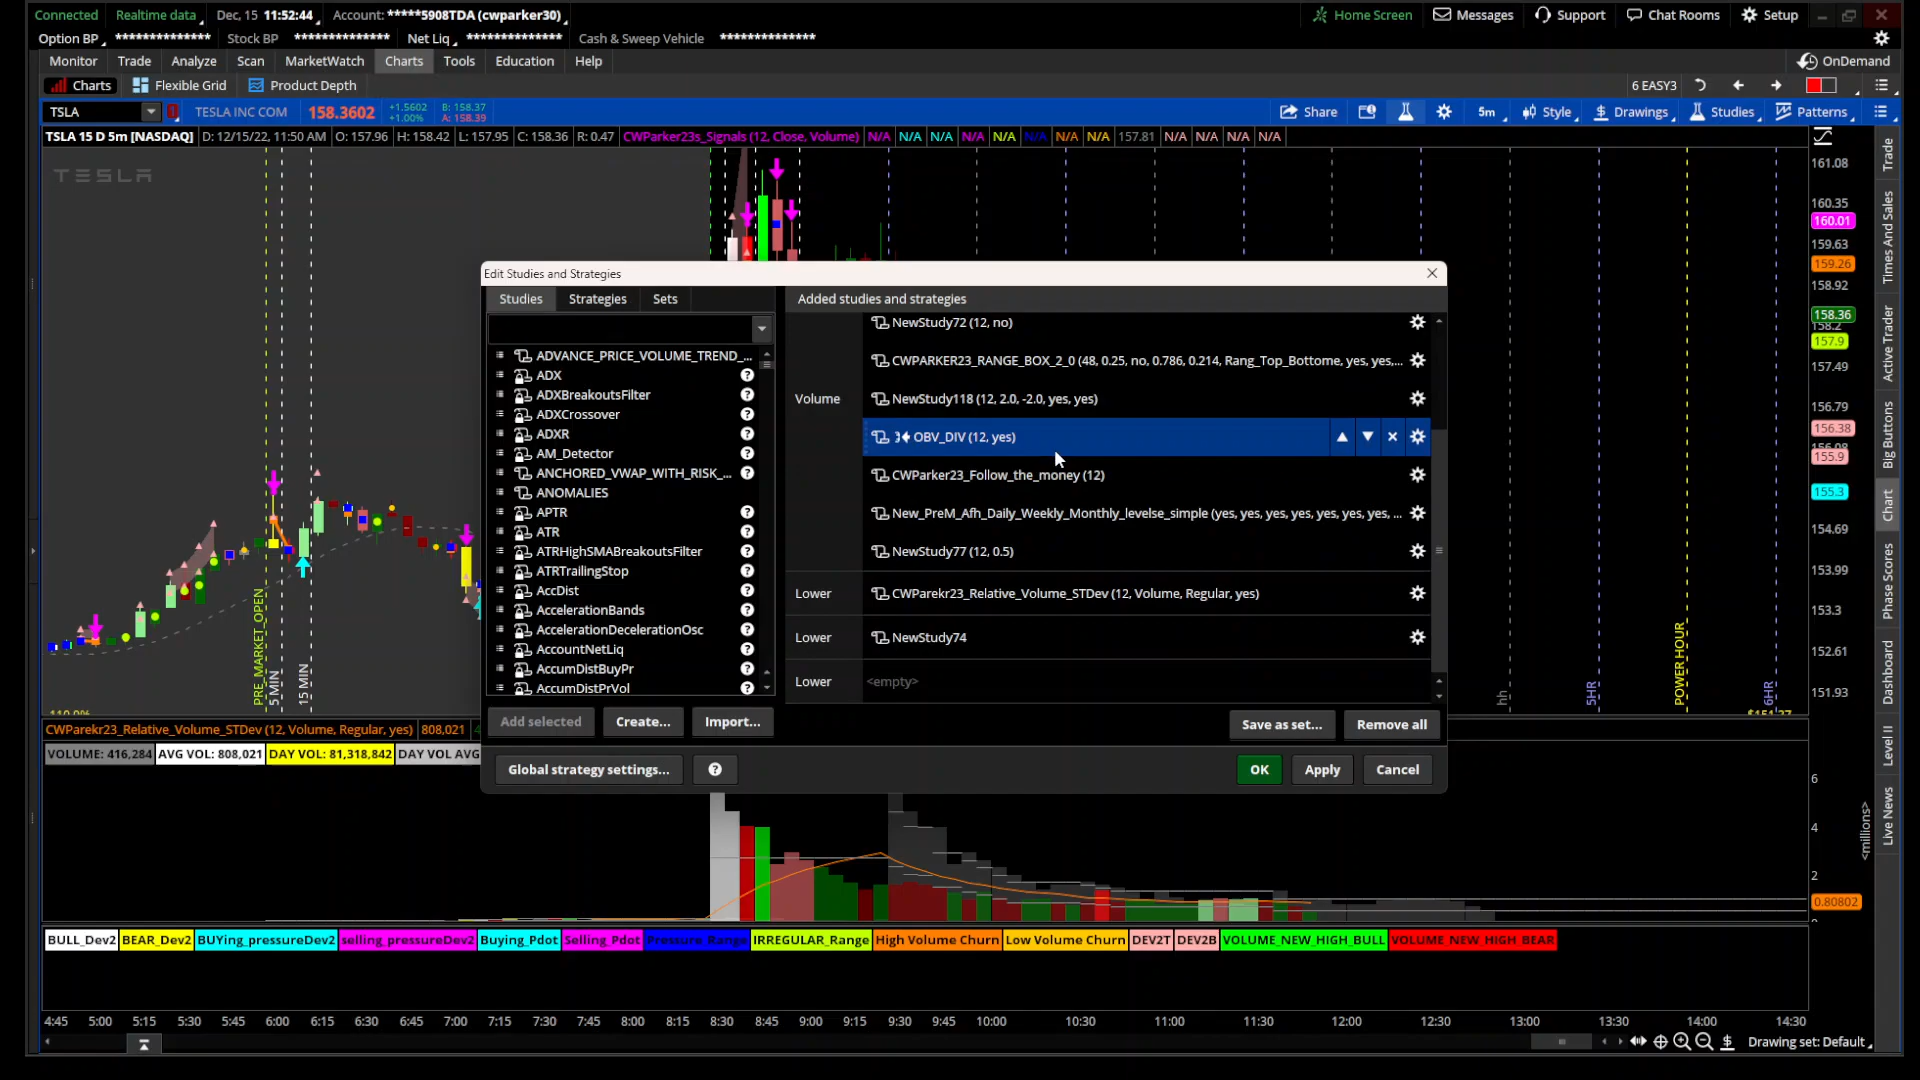 Connected Realtime data Dec, 15 11:52:44 Account: *****5908TDA (cwparker30) Home Screen Messages Support Chat Rooms Setup
Option BP ************** Stock BP ************** Net Liq ************** Cash & Sweep Vehicle **************
Monitor Trade Analyze Scan MarketWatch Charts Tools Education Help OnDemand
Charts Flexible Grid Product Depth 6 EASY3
TSLA TESLA INC COM 158.3602 +1.5602 B: 158.37 Share 5m Style Drawings Studies Patterns
+1.00% A: 158.39
TSLA 15 D 5m [NASDAQ] D: 12/15/22, 11:50 AM O: 157.96 H: 158.42 L: 157.95 C: 158.36 R: 0.47 CWParker23s_Signals (12, Close, Volume) N/A N/A N/A N/A N/A N/A N/A N/A 157.81 N/A N/A N/A N/A
TESLA
Edit Studies and Strategies
Studies Strategies Sets Added studies and strategies
ADVANCE_PRICE_VOLUME_TREND_...
ADX
ADXBreakoutsFilter
ADXCrossover
ADXR
AM_Detector
ANCHORED_VWAP_WITH_RISK_...
ANOMALIES
APTR
ATR
ATRHighSMABreakoutsFilter
ATRTrailingStop
AccDist
AccelerationBands
AccelerationDecelerationOsc
AccountNetLiq
AccumDistBuyPr
AccumDistPrVol
NewStudy72 (12, no)
CWPARKER23_RANGE_BOX_2_0 (48, 0.25, no, 0.786, 0.214, Rang_Top_Bottome, yes, yes,...
Volume NewStudy118 (12, 2.0, -2.0, yes, yes)
OBV_DIV (12, yes)
CWParker23_Follow_the_money (12)
New_PreM_Afh_Daily_Weekly_Monthly_levelse_simple (yes, yes, yes, yes, yes, yes, yes, ...
NewStudy77 (12, 0.5)
Lower CWParekr23_Relative_Volume_STDev (12, Volume, Regular, yes)
Lower NewStudy74
Lower <empty>
Add selected Create... Import... Save as set... Remove all
Global strategy settings... ? OK Apply Cancel
PRE_MARKET_OPEN
5 MIN
15 MIN
hh
5HR
POWER HOUR
6HR
161.08
160.35
160.01
159.63
159.26
158.92
158.36
158.2
157.9
157.49
156.79
156.38
156.08
155.9
155.3
154.69
153.99
153.3
152.61
151.93
Trade
Times And Sales
Active Trader
Big Buttons
Chart
Phase Scores
Dashboard
Level II
Live News
CWParekr23_Relative_Volume_STDev (12, Volume, Regular, yes) 808,021
VOLUME: 416,284 AVG VOL: 808,021 DAY VOL: 81,318,842 DAY VOL AVG
6
4
2
0.80802
<millions>
BULL_Dev2 BEAR_Dev2 BUYing_pressureDev2 selling_pressureDev2 Buying_Pdot Selling_Pdot Pressure_Range IRREGULAR_Range High Volume Churn Low Volume Churn DEV2T DEV2B VOLUME_NEW_HIGH_BULL VOLUME_NEW_HIGH_BEAR
4:45 5:00 5:15 5:30 5:45 6:00 6:15 6:30 6:45 7:00 7:15 7:30 7:45 8:00 8:15 8:30 8:45 9:00 9:15 9:30 9:45 10:00 10:30 11:00 11:30 12:00 12:30 13:00 13:30 14:00 14:30
Drawing set: Default